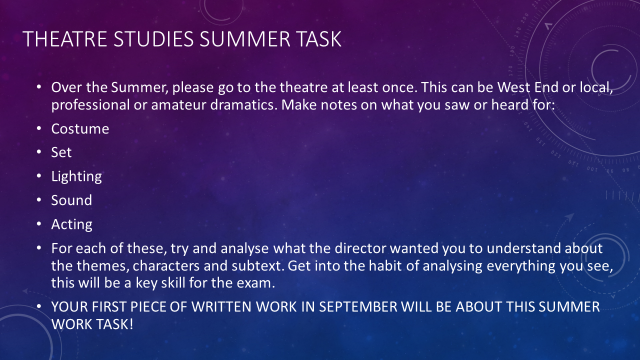 THEATRE STUDIES SUMMER TASK
• Over the Summer, please go to the theatre at least once. This can be West End or local,
professional or amateur dramatics. Make notes on what you saw or heard for:
• Costume
• Set
• Lighting
• Sound
• Acting
• For each of these, try and analyse what the director wanted you to understand about
the themes, characters and subtext. Get into the habit of analysing everything you see,
this will be a key skill for the exam.
• YOUR FIRST PIECE OF WRITTEN WORK IN SEPTEMBER WILL BE ABOUT THIS SUMMER
WORK TASK!